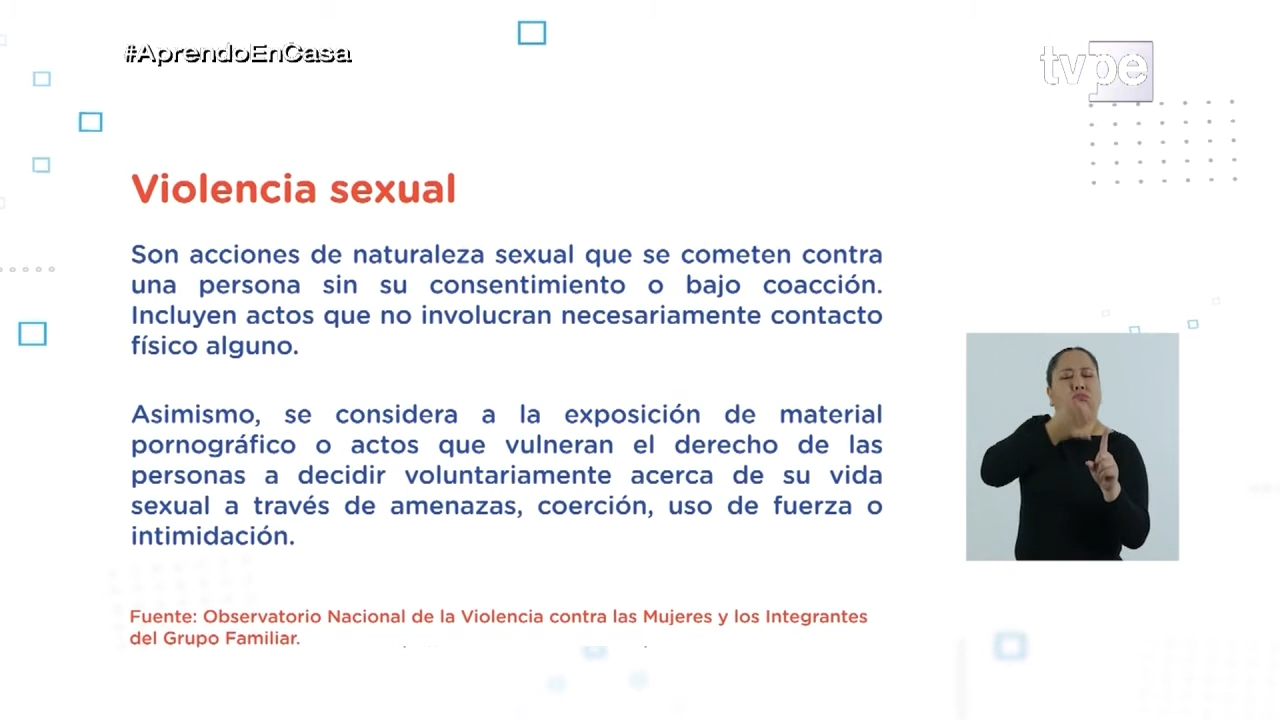 #AprendoEnCasa
tvpe
Violencia sexual
Son acciones de naturaleza sexual que se cometen contra
una persona sin su consentimiento o bajo coacción.
Incluyen actos que no involucran necesariamente contacto
físico alguno.
Asimismo, se considera a la exposición de material
pornográfico o actos que vulneran el derecho de las
personas a decidir voluntariamente acerca de su vida
sexual a través de amenazas, coerción, uso de fuerza o
intimidación.
Fuente: Observatorio Nacional de la Violencia contra las Mujeres y los Integrantes
del Grupo Familiar.